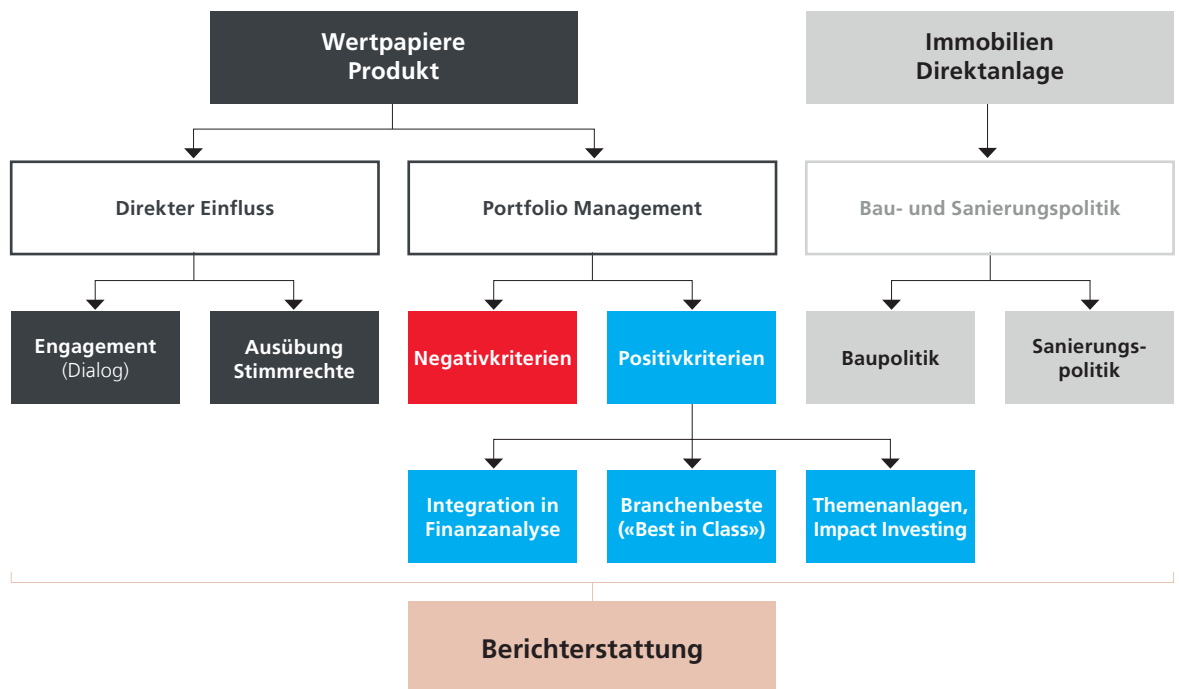 Wertpapiere
Produkt
Immobilien
Direktanlage
Direkter Einfluss
Portfolio Management
Bau- und Sanierungspolitik
Engagement
(Dialog)
Ausübung
Stimmrechte
Negativkriterien
Positivkriterien
Baupolitik
Sanierungs-
politik
Integration in
Finanzanalyse
Branchenbeste
(«Best in Class»)
Themenanlagen,
Impact Investing
Berichterstattung